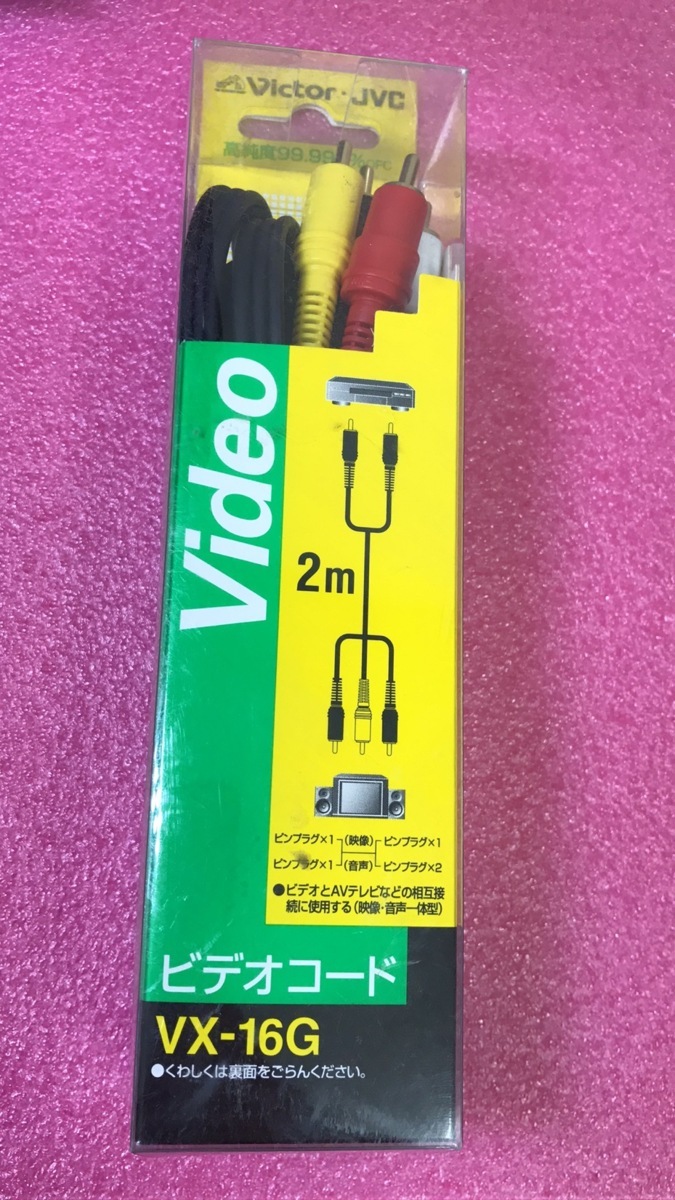 Victor・JVC
高純度99.99
Video
2m
ピンプラグ×1 (映像) ピンプラグ×1
ピンプラグ×1 (音声) ピンプラグ×2
●ビデオとAVテレビなどの相互接
続に使用する(映像・音声一体型)
ビデオコード
VX-16G
●くわしくは裏面をごらんください。